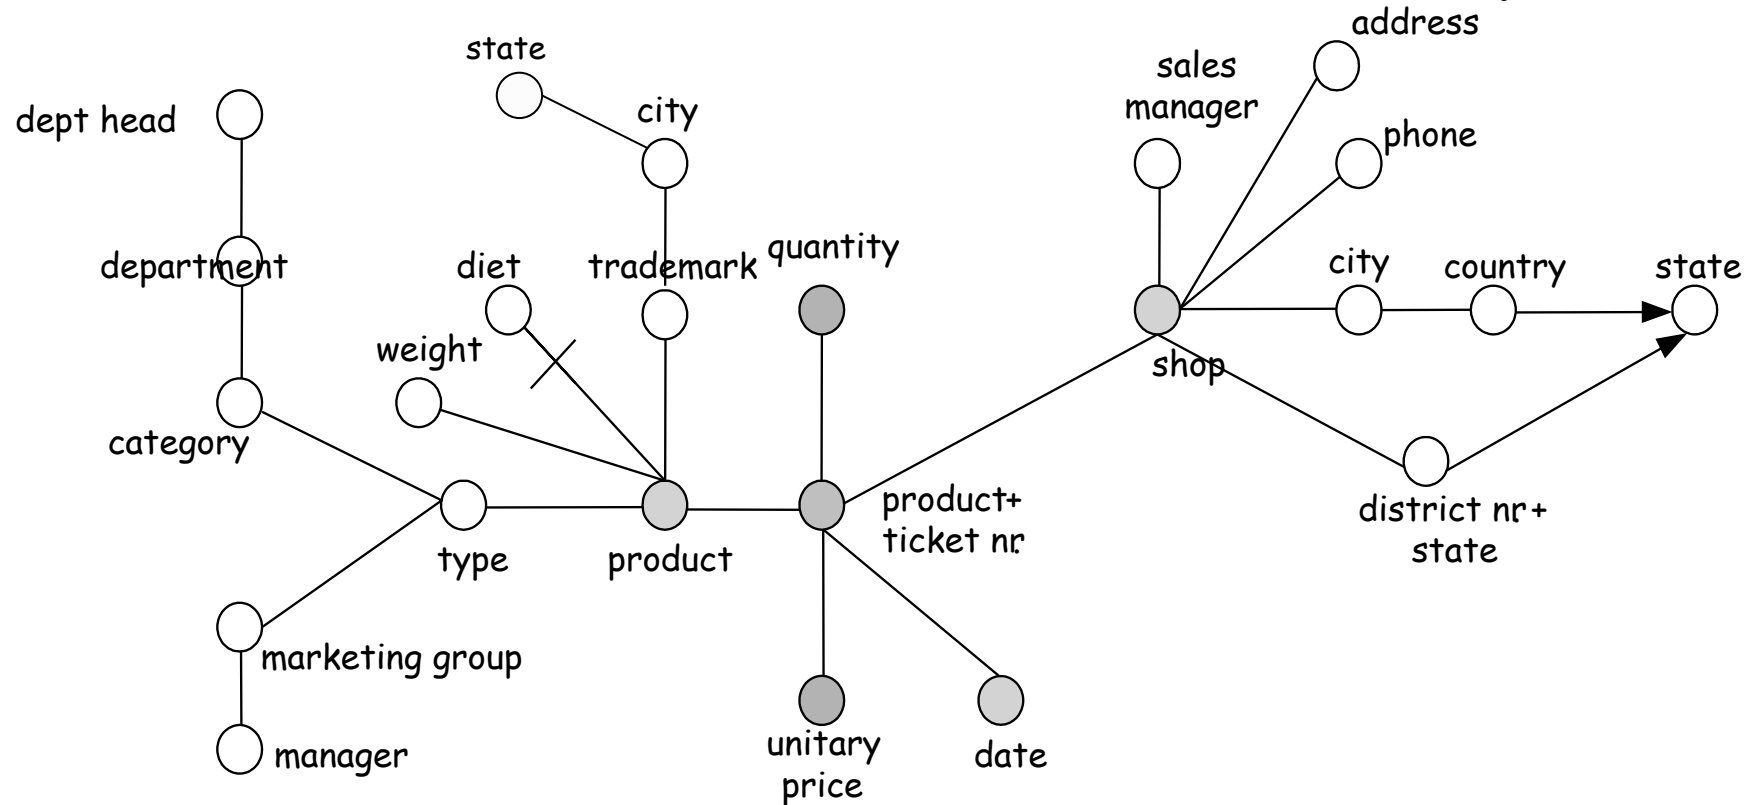 address
state
sales
manager
city
dept head
phone
quantity
department
diet
trademark
city
country
state
weight
shop
category
product+
ticket nr.
district nr.+
state
type
product
marketing group
unitary
price
manager
date